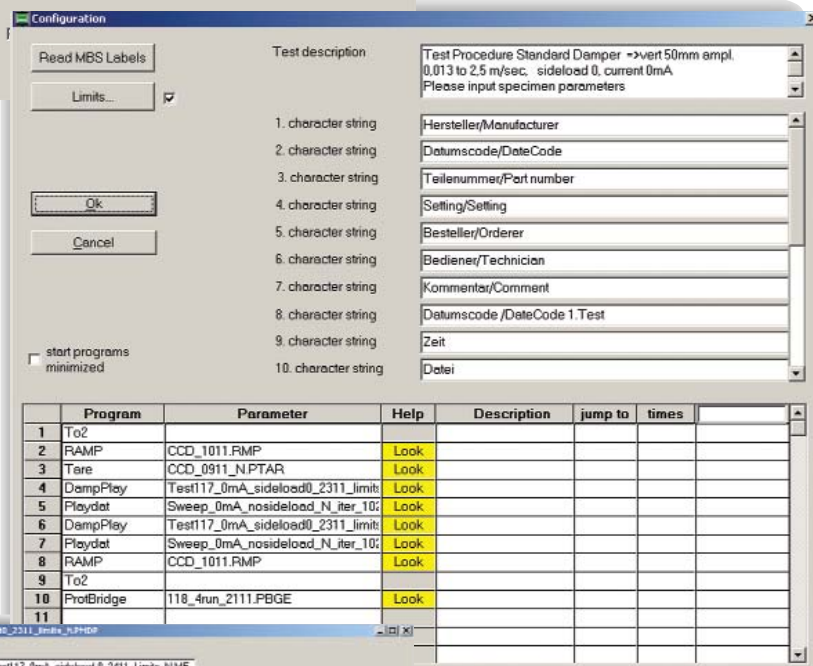 Configuration
Read MBS Labels
Limits...
Test description
Test Procedure Standard Damper =>vert 50mm ampl.
0,013 to 2,5 m/sec, sideload 0, current 0mA
Please input specimen parameters
1. character string Hersteller/Manufacturer
2. character string Datumscode/DateCode
3. character string Teilenummer/Part number
4. character string Setting/Setting
5. character string Besteller/Orderer
6. character string Bediener/Technician
7. character string Kommentar/Comment
8. character string Datumscode /DateCode 1.Test
9. character string Zeit
10. character string Datei
Ok
Cancel
start programs
minimized
Program Parameter Help Description jump to times
1 To2
2 RAMP CCD_1011.RMP Look
3 Tare CCD_0911_N.PTAR Look
4 DampPlay Test117_0mA_sideload0_2311_limits Look
5 Playdat Sweep_0mA_nosideload_N_iter_102 Look
6 DampPlay Test117_0mA_sideload0_2311_limits Look
7 Playdat Sweep_0mA_nosideload_N_iter_102 Look
8 RAMP CCD_1011.RMP Look
9 To2
10 ProtBridge 118_4run_2111.PBGE Look
11